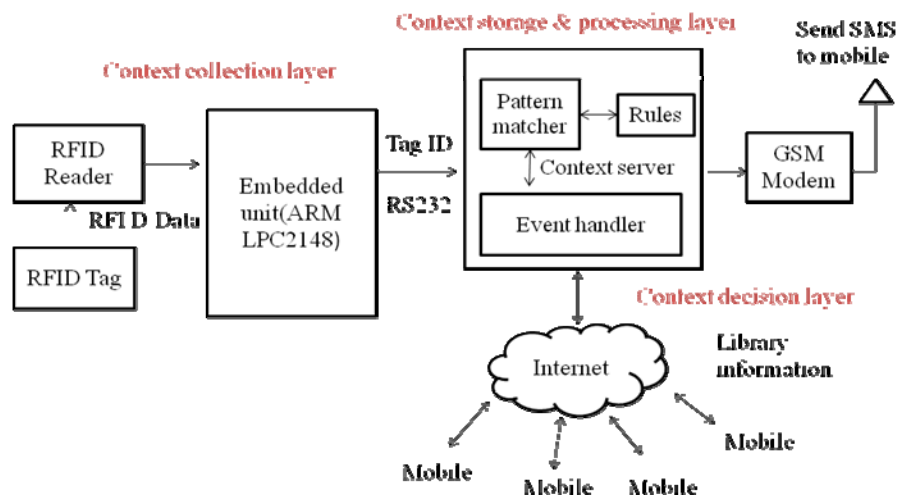 Context storage & processing layer
Send SMS
to mobile
Context collection layer
Pattern
matcher
Rules
RFID
Reader
Tag ID
Context server
GSM
Modem
Embedded
unit(ARM
LPC2148)
RFID Data
RS232
Event handler
RFID Tag
Context decision layer
Library
information
Internet
Mobile
Mobile
Mobile
Mobile